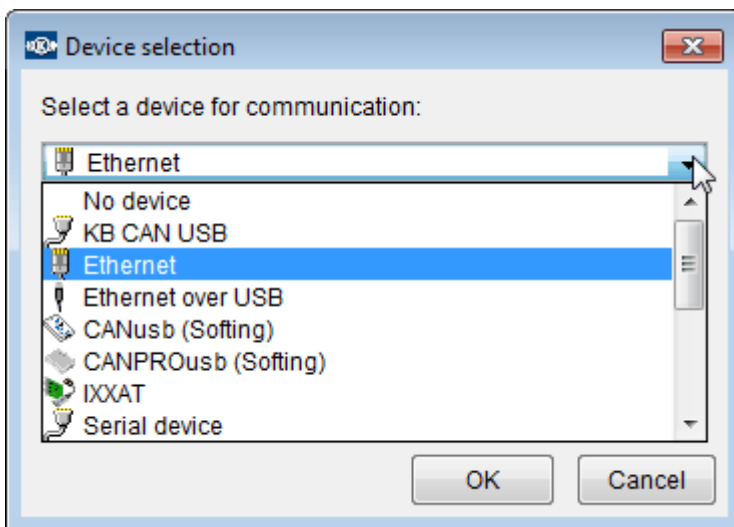 Device selection
Select a device for communication:
Ethernet
No device
KB CAN USB
Ethernet
Ethernet over USB
CANusb (Softing)
CANPROusb (Softing)
IXXAT
Serial device
OK Cancel